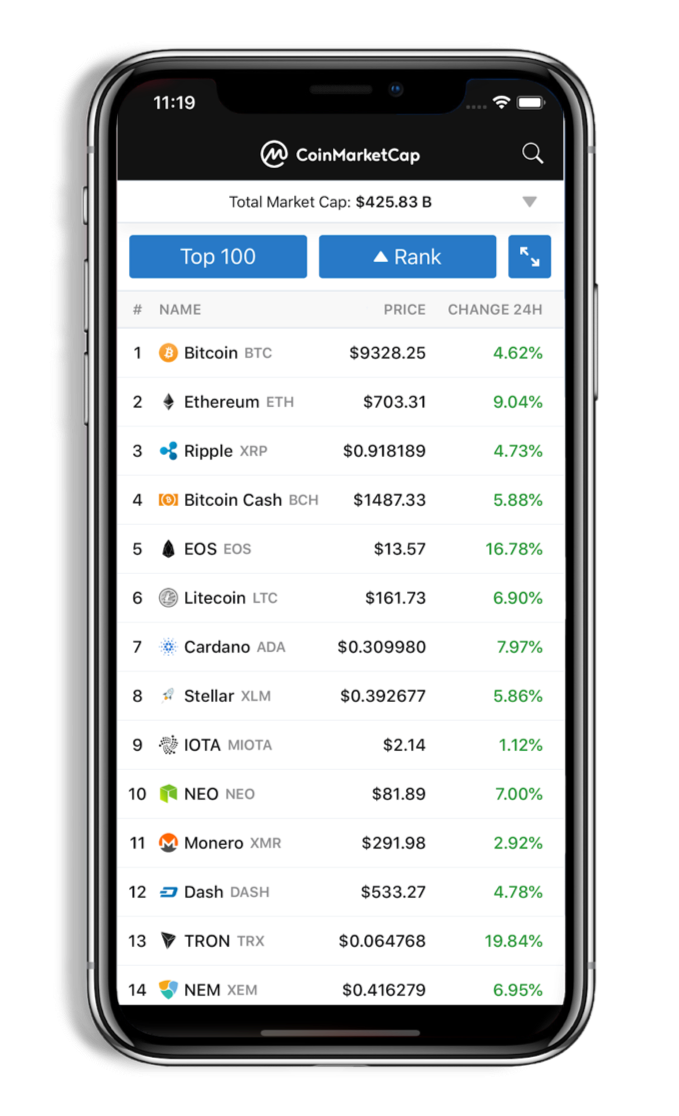 11:19
CoinMarketCap
Total Market Cap: $425.83 B
Top 100 Rank
# NAME PRICE CHANGE 24H
1 Bitcoin BTC $9328.25 4.62%
2 Ethereum ETH $703.31 9.04%
3 Ripple XRP $0.918189 4.73%
4 Bitcoin Cash BCH $1487.33 5.88%
5 EOS EOS $13.57 16.78%
6 Litecoin LTC $161.73 6.90%
7 Cardano ADA $0.309980 7.97%
8 Stellar XLM $0.392677 5.86%
9 IOTA MIOTA $2.14 1.12%
10 NEO NEO $81.89 7.00%
11 Monero XMR $291.98 2.92%
12 Dash DASH $533.27 4.78%
13 TRON TRX $0.064768 19.84%
14 NEM XEM $0.416279 6.95%